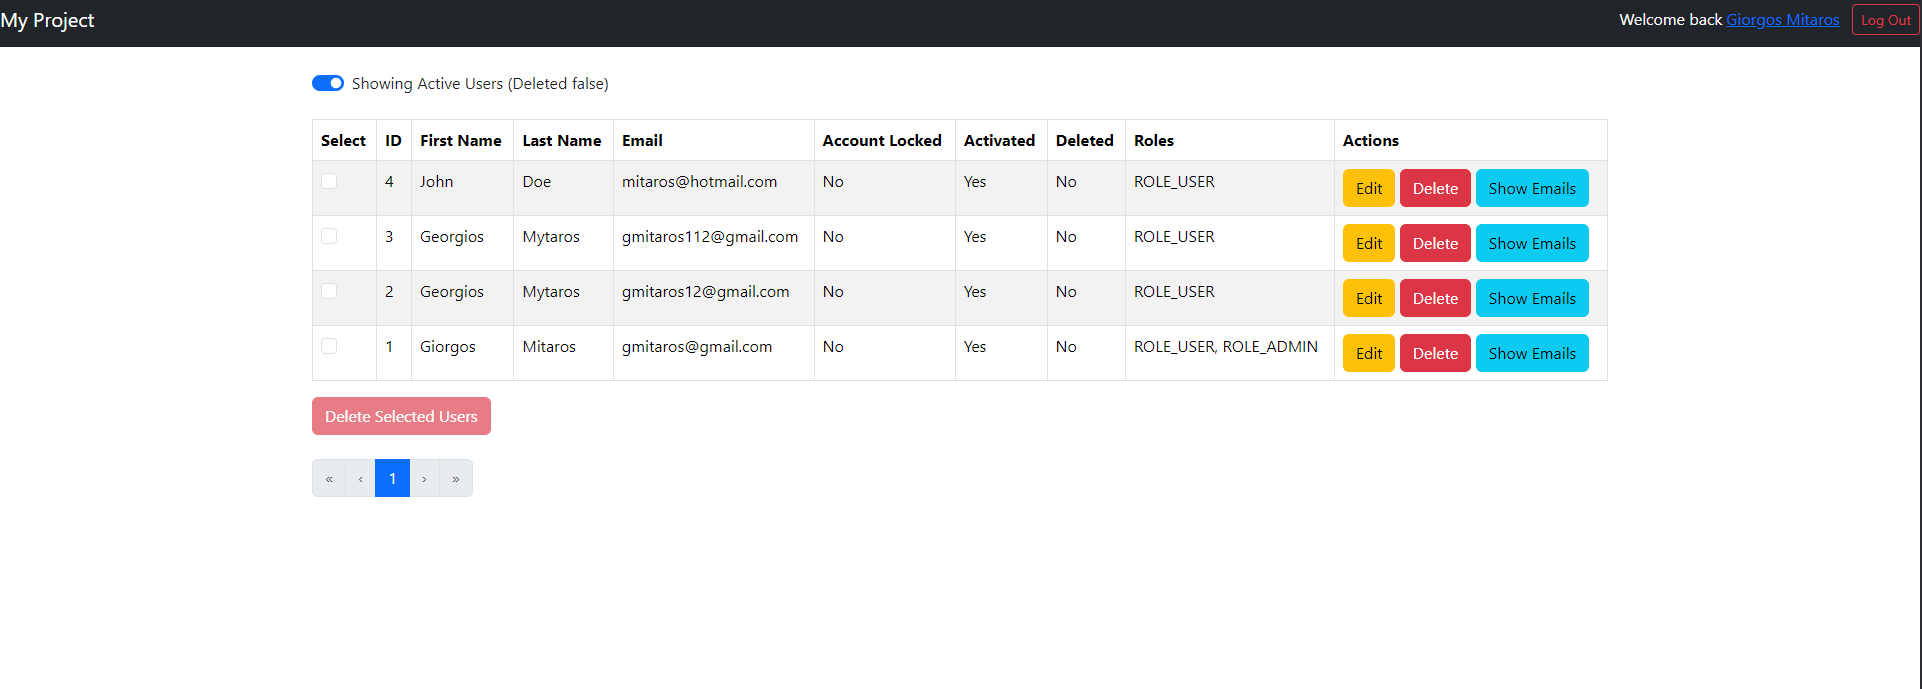 My Project Welcome back Giorgos Mitaros Log Out
Showing Active Users (Deleted false)
Select ID First Name Last Name Email Account Locked Activated Deleted Roles Actions
4 John Doe mitaros@hotmail.com No Yes No ROLE_USER Edit Delete Show Emails
3 Georgios Mytaros gmitaros112@gmail.com No Yes No ROLE_USER Edit Delete Show Emails
2 Georgios Mytaros gmitaros12@gmail.com No Yes No ROLE_USER Edit Delete Show Emails
1 Giorgos Mitaros gmitaros@gmail.com No Yes No ROLE_USER, ROLE_ADMIN Edit Delete Show Emails
Delete Selected Users
« ‹ 1 › »